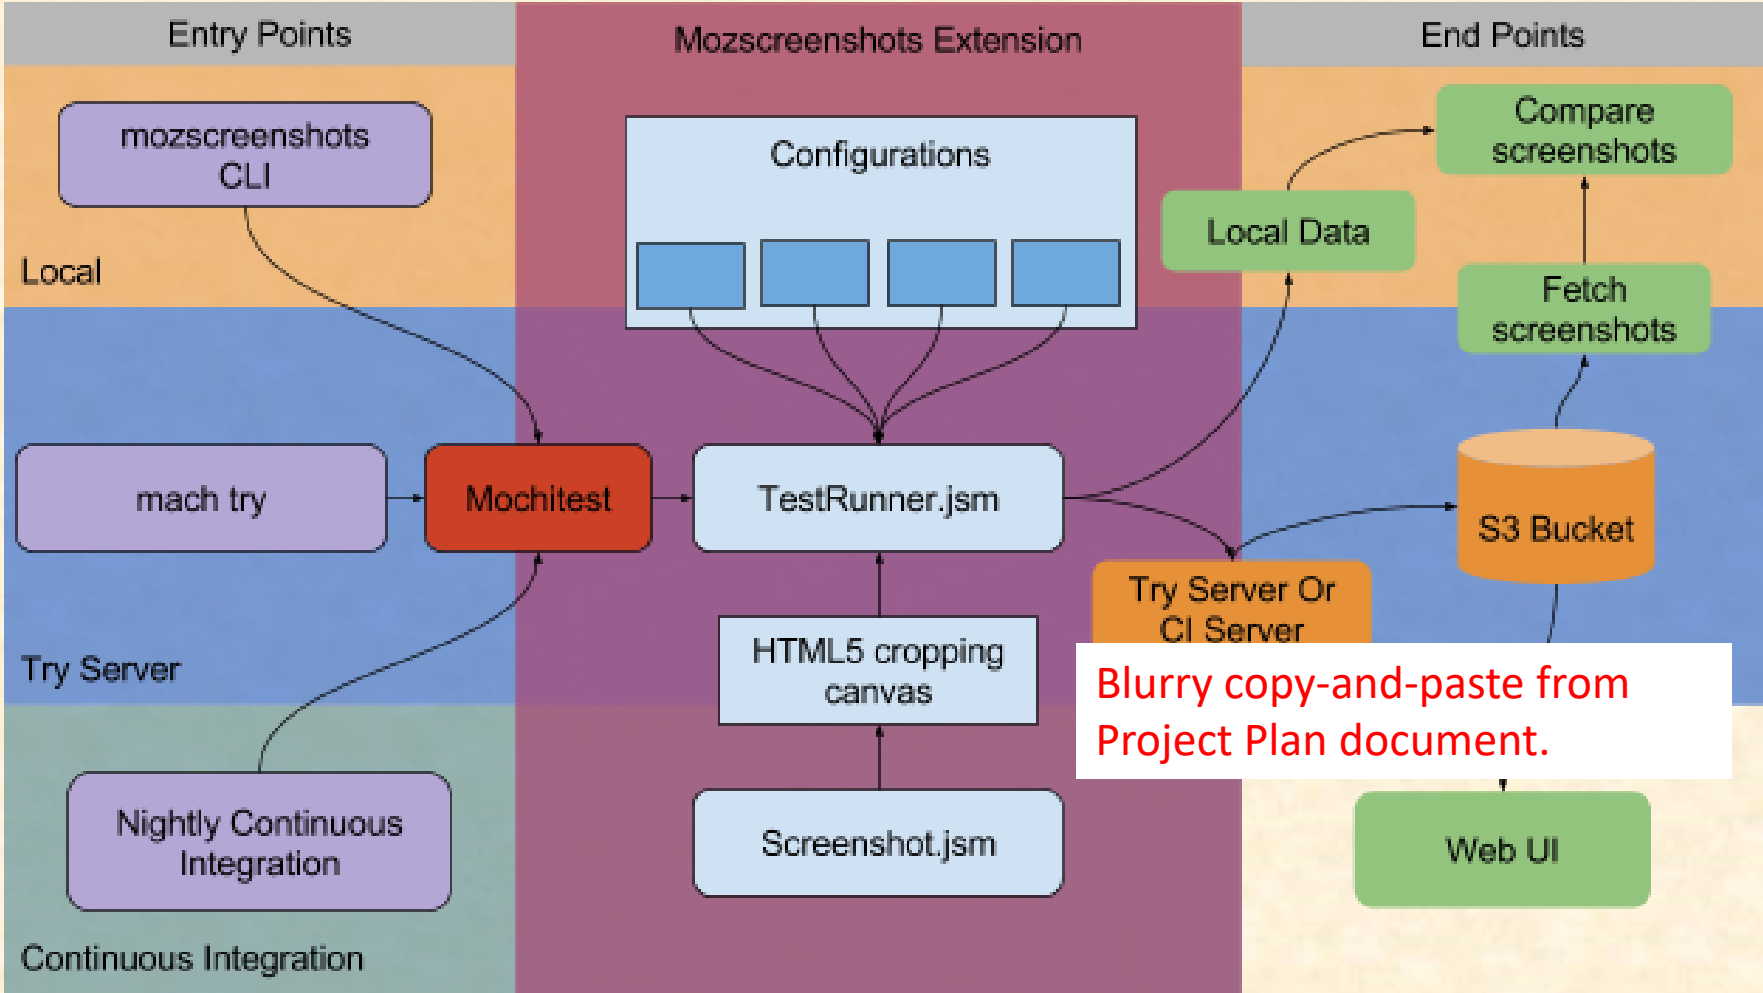 Entry Points
Mozscreenshots Extension
End Points
mozscreenshots
CLI
Configurations
Compare
screenshots
Local Data
Local
Fetch
screenshots
mach try
Mochitest
TestRunner.jsm
S3 Bucket
Try Server Or
CI Server
HTML5 cropping
canvas
Try Server
Blurry copy-and-paste from
Project Plan document.
Nightly Continuous
Integration
Screenshot.jsm
Web UI
Continuous Integration